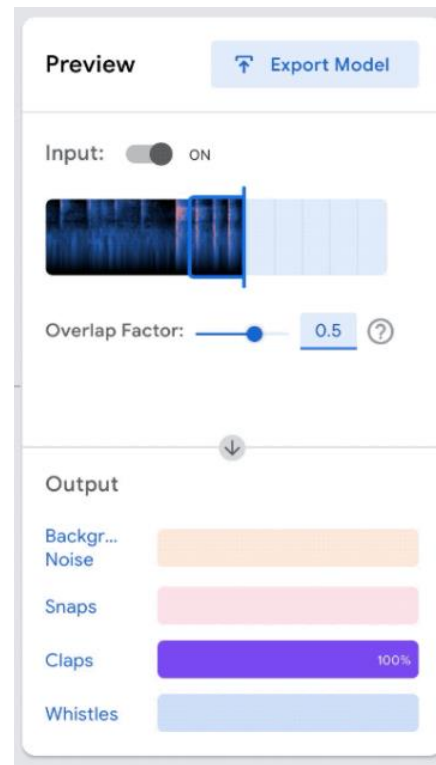 Preview
Export Model
Input: ON
Overlap Factor: 0.5 ?
Output
Backgr...
Noise
Snaps
Claps 100%
Whistles